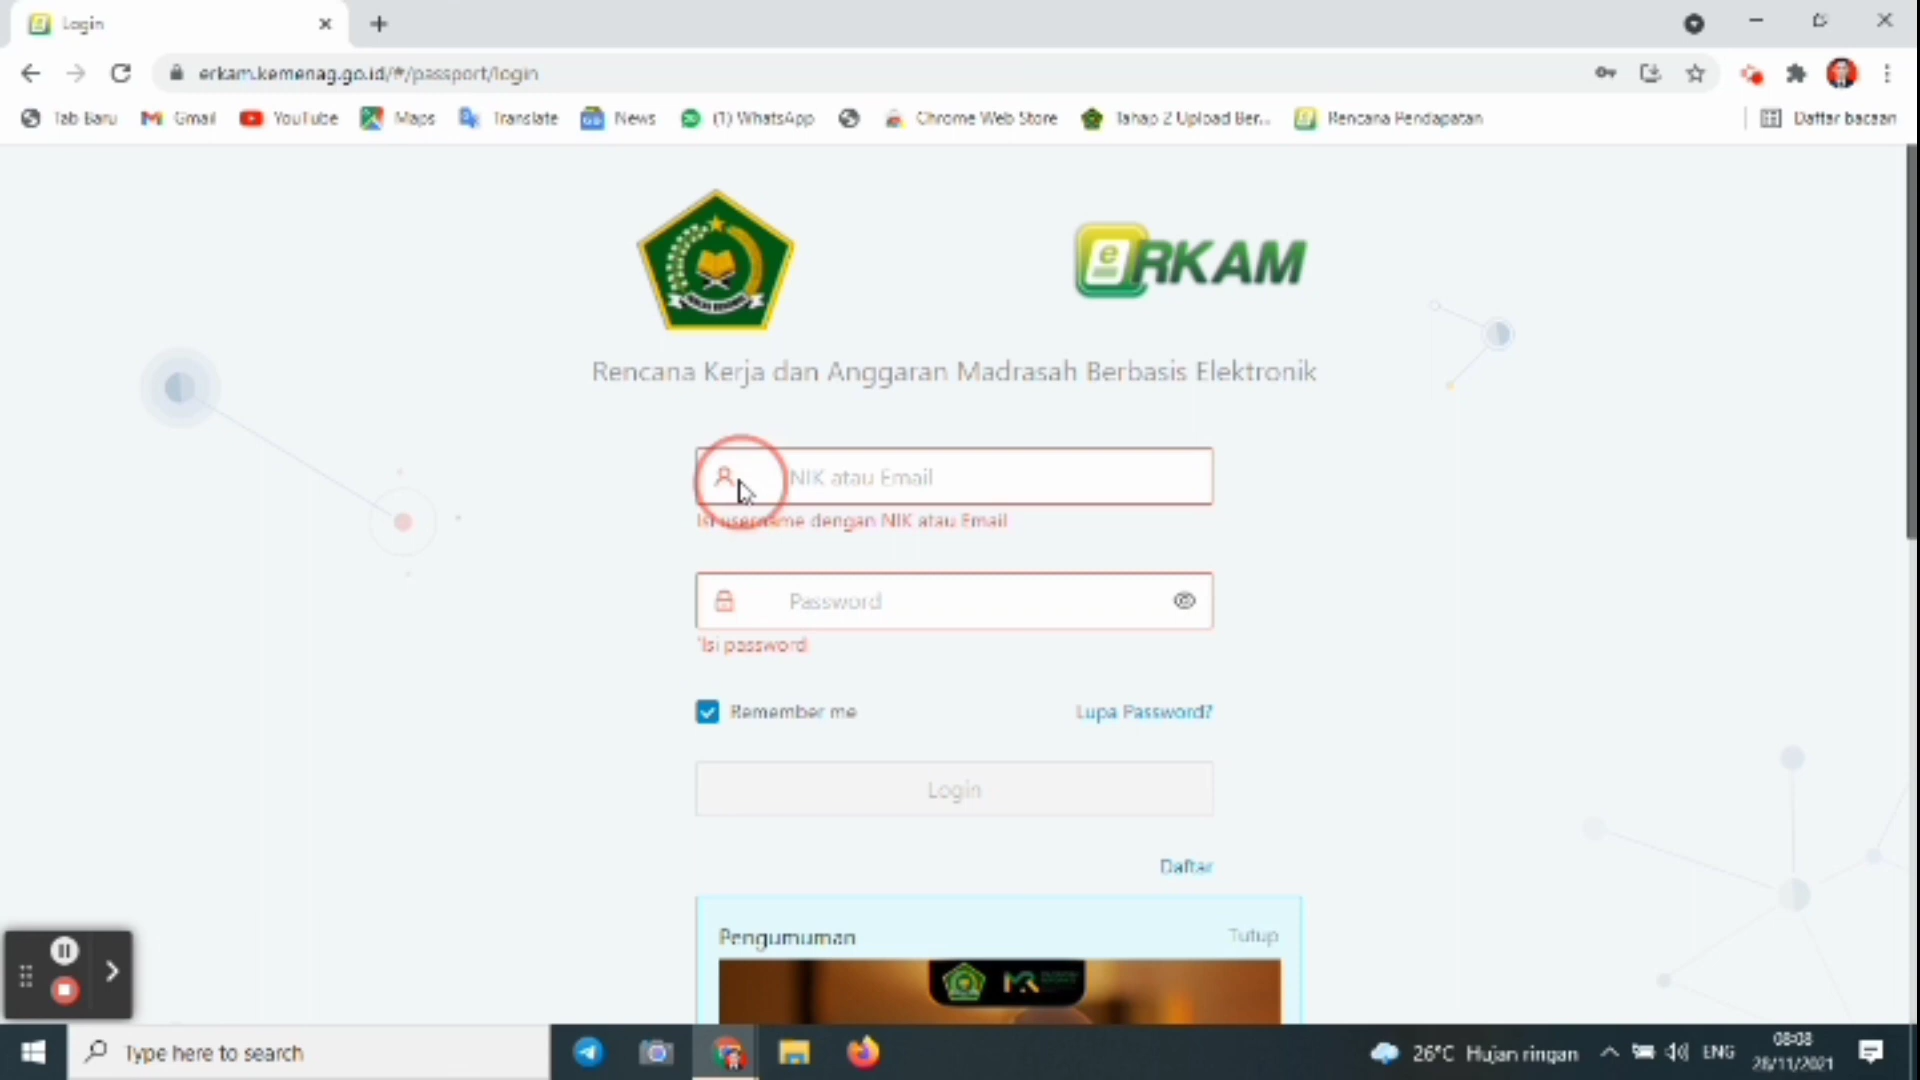 Login
erkam.kemenag.go.id/#/passport/login
Tab Baru
Gmail
YouTube
Maps
Translate
News
(1) WhatsApp
Chrome Web Store
Tahap 2 Upload Ber...
Rencana Pendapatan
Daftar bacaan
eRKAM
Rencana Kerja dan Anggaran Madrasah Berbasis Elektronik
NIK atau Email
Isi username dengan NIK atau Email
Password
*Isi password
Remember me
Lupa Password?
Login
Daftar
Pengumuman
Tutup
Type here to search
26°C Hujan ringan
ENG
08:08
28/11/2021